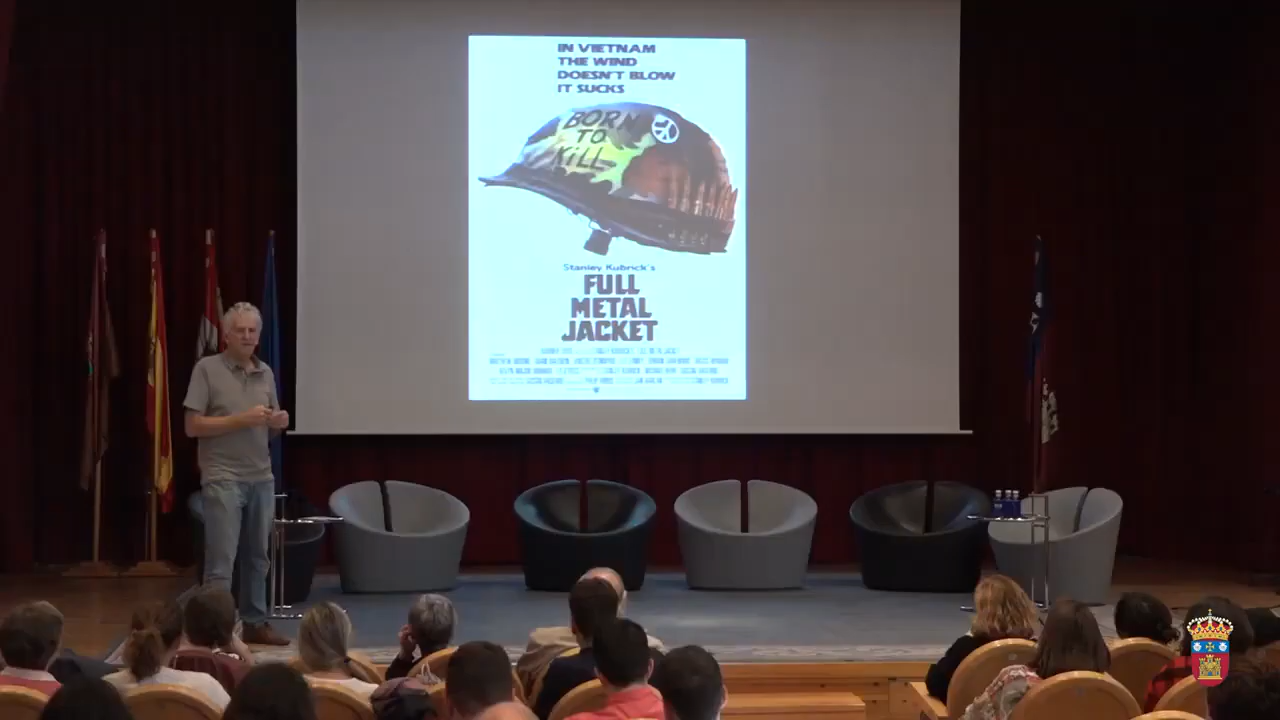 IN VIETNAM
THE WIND
DOESN'T BLOW
IT SUCKS
BORN
TO
KILL
Stanley Kubrick's
FULL
METAL
JACKET